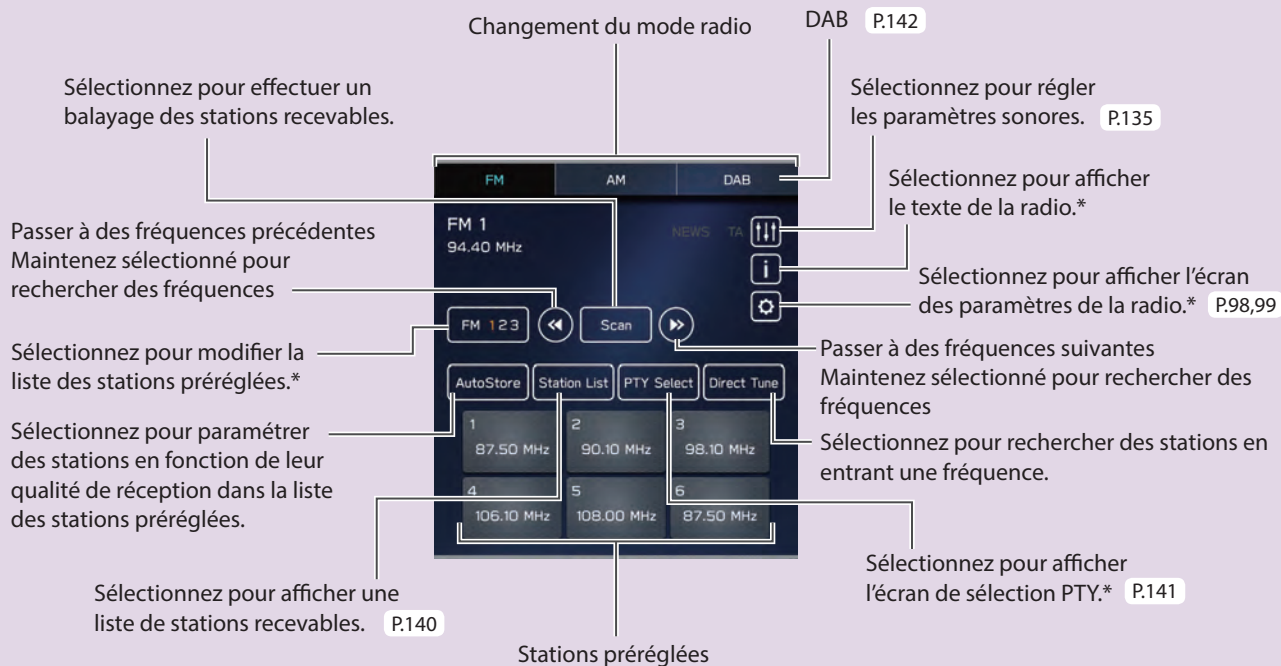 Changement du mode radio
DAB P.142
Sélectionnez pour effectuer un
balayage des stations recevables.
Sélectionnez pour régler
les paramètres sonores. P.135
Sélectionnez pour afficher
le texte de la radio.*
Passer à des fréquences précédentes
Maintenez sélectionné pour
rechercher des fréquences
Sélectionnez pour afficher l'écran
des paramètres de la radio.* P.98,99
Sélectionnez pour modifier la
liste des stations préréglées.*
Passer à des fréquences suivantes
Maintenez sélectionné pour rechercher des
fréquences
Sélectionnez pour paramétrer
des stations en fonction de leur
qualité de réception dans la liste
des stations préréglées.
Sélectionnez pour rechercher des stations en
entrant une fréquence.
Sélectionnez pour afficher une
liste de stations recevables. P.140
Sélectionnez pour afficher
l'écran de sélection PTY.* P.141
Stations préréglées
FM AM DAB
FM 1
94.40 MHz
NEWS TA
i
FM 123 Scan
AutoStore Station List PTY Select Direct Tune
1 2 3
87.50 MHz 90.10 MHz 98.10 MHz
4 5 6
106.10 MHz 108.00 MHz 87.50 MHz